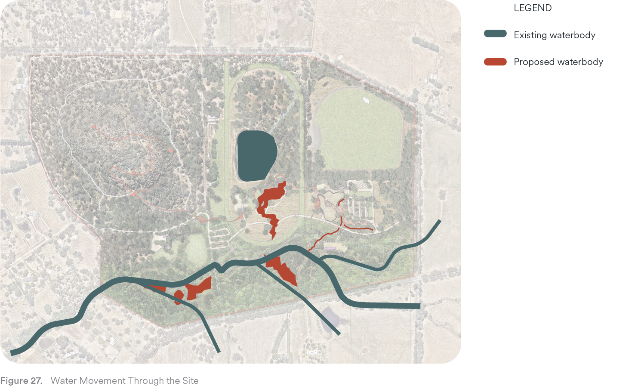 LEGEND
Existing waterbody
Proposed waterbody
Figure 27. Water Movement Through the Site